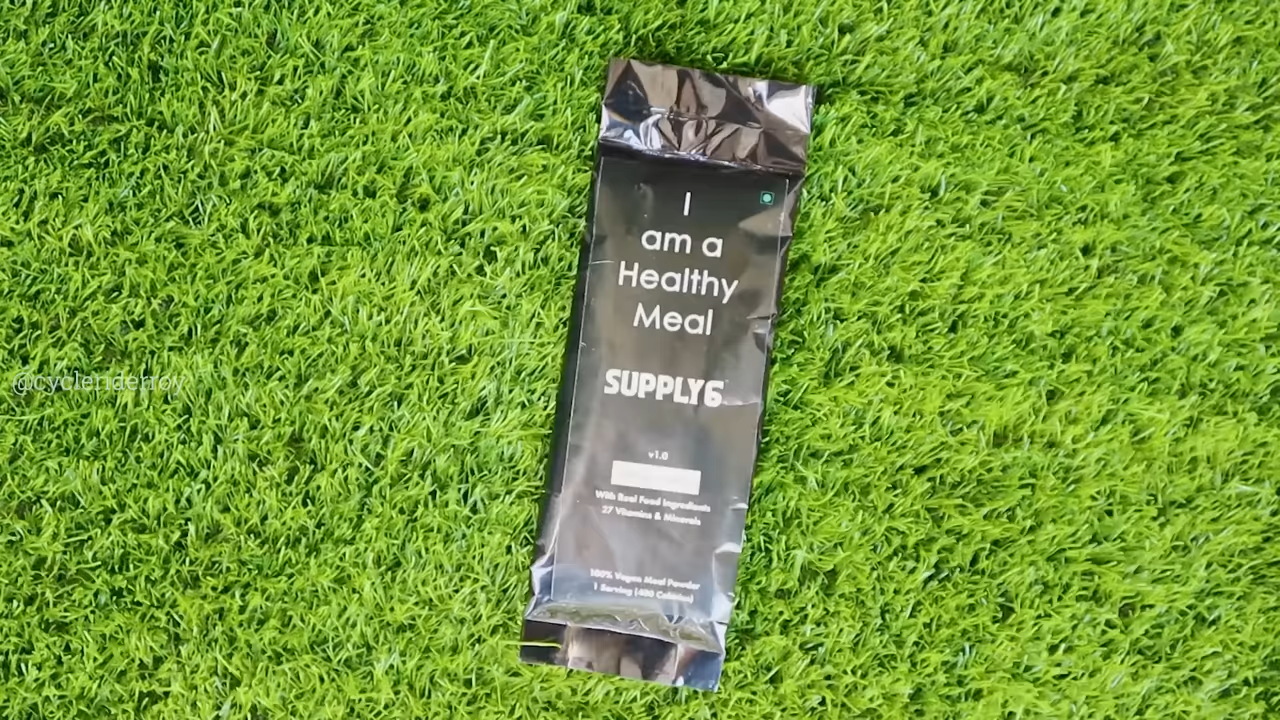 I
am a
Healthy
Meal
SUPPLY6
v1.0
With Real Food Ingredients
27 Vitamins & Minerals
100% Vegan Meal Powder
1 Serving (400 Calories)
@cycleriderroy